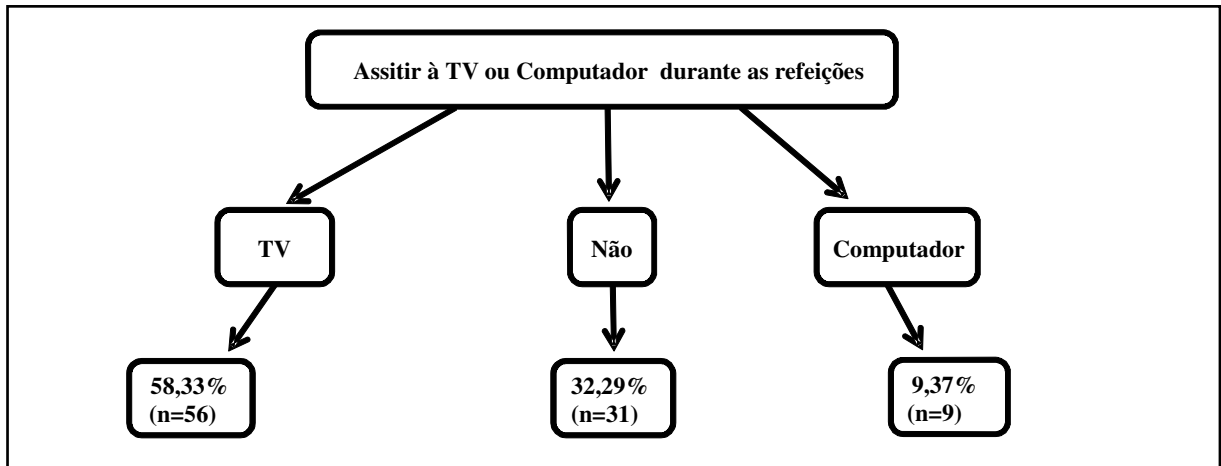 Assitir à TV ou Computador durante as refeições
TV
Não
Computador
58,33%
(n=56)
32,29%
(n=31)
9,37%
(n=9)